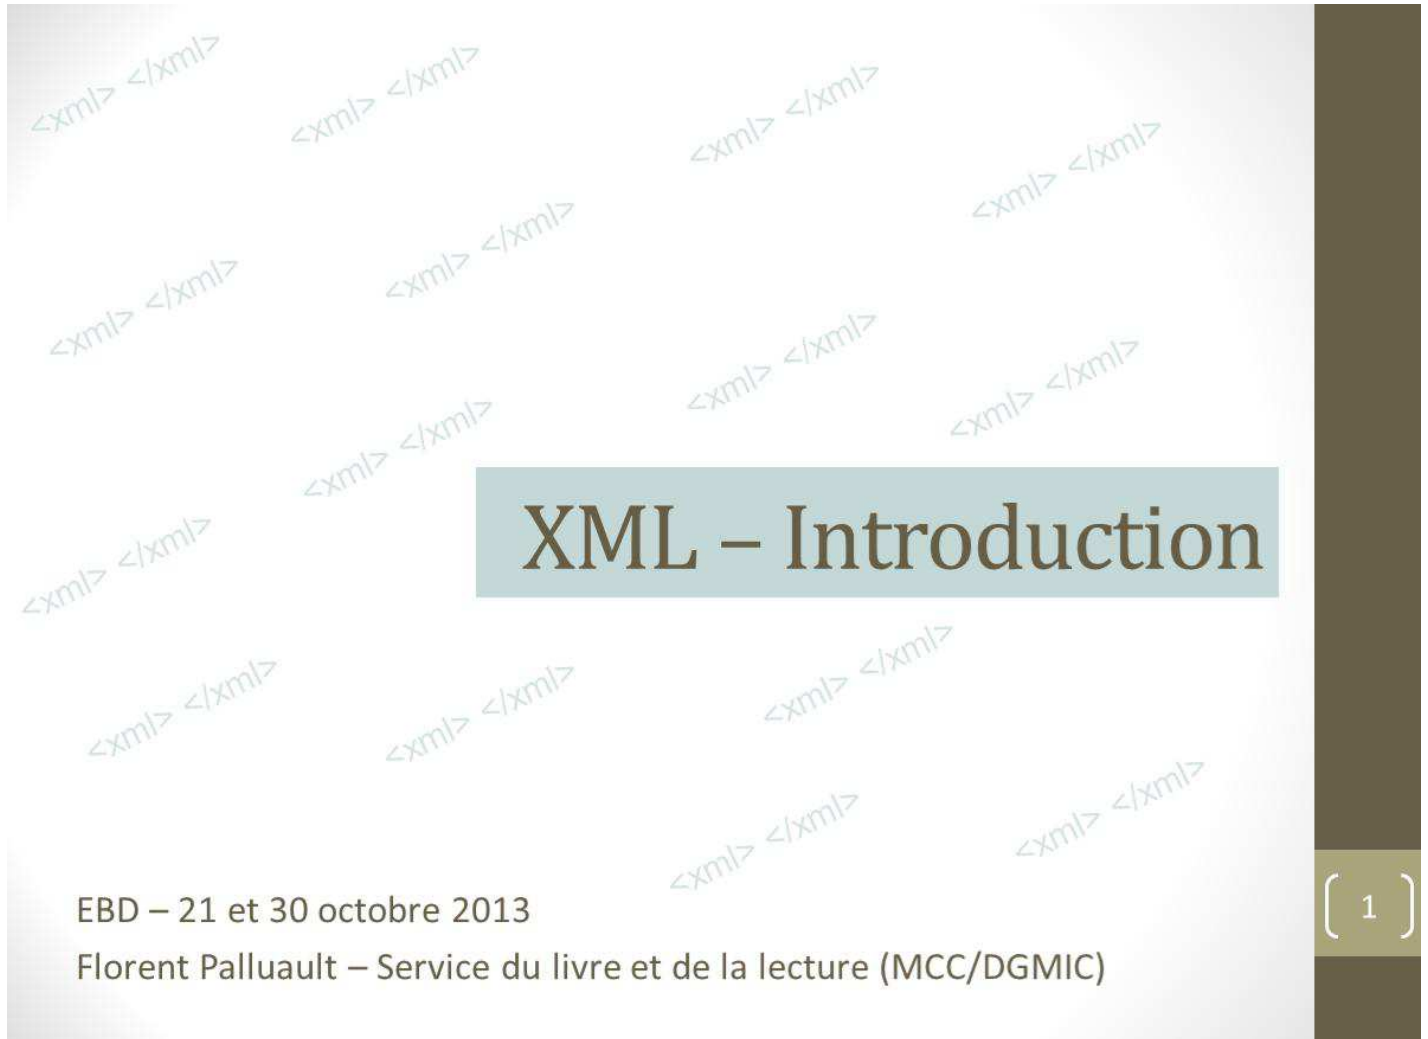 <xml> </xml>
<xml> </xml>
<xml> </xml>
<xml> </xml>
<xml> </xml>
<xml> </xml>
<xml> </xml>
<xml> </xml>
<xml> </xml>
XML – Introduction
<xml> </xml>
<xml> </xml>
<xml> </xml>
<xml> </xml>
<xml> </xml>
<xml> </xml>
EBD – 21 et 30 octobre 2013
Florent Palluault – Service du livre et de la lecture (MCC/DGMIC)
1